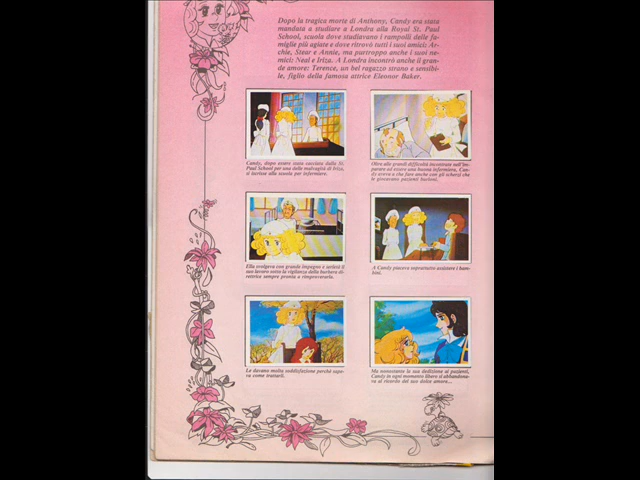 Dopo la tragica morte di Anthony, Candy era stata
mandata a studiare a Londra alla Royal St. Paul
School, scuola dove studiavano i rampolli delle fa-
miglie più agiate e dove ritrovò tutti i suoi amici: Ar-
chie, Stear e Annie, ma purtroppo anche i suoi ne-
mici: Neal e Iriza. A Londra incontrò anche il gran-
de amore: Terence, un bel ragazzo strano e sensibi-
le, figlio della famosa attrice Eleonor Baker.
Candy, dopo essere stata cacciata dalla St.
Paul School per una delle malvagità di Iriza,
si iscrisse alla scuola per infermiere.
Oltre alle grandi difficoltà incontrate nell'im-
parare ad essere una buona infermiera, Can-
dy aveva a che fare anche con gli scherzi che
le giocavano pazienti burloni.
Ella svolgeva con grande impegno e serietà il
suo lavoro sotto la vigilanza della burbera di-
rettrice sempre pronta a rimproverarla.
A Candy piaceva soprattutto assistere i bam-
bini.
Le davano molta soddisfazione perché sape-
va come trattarli.
Ma nonostante la sua dedizione ai pazienti,
Candy in ogni momento libero si abbandona-
va al ricordo del suo dolce amore...